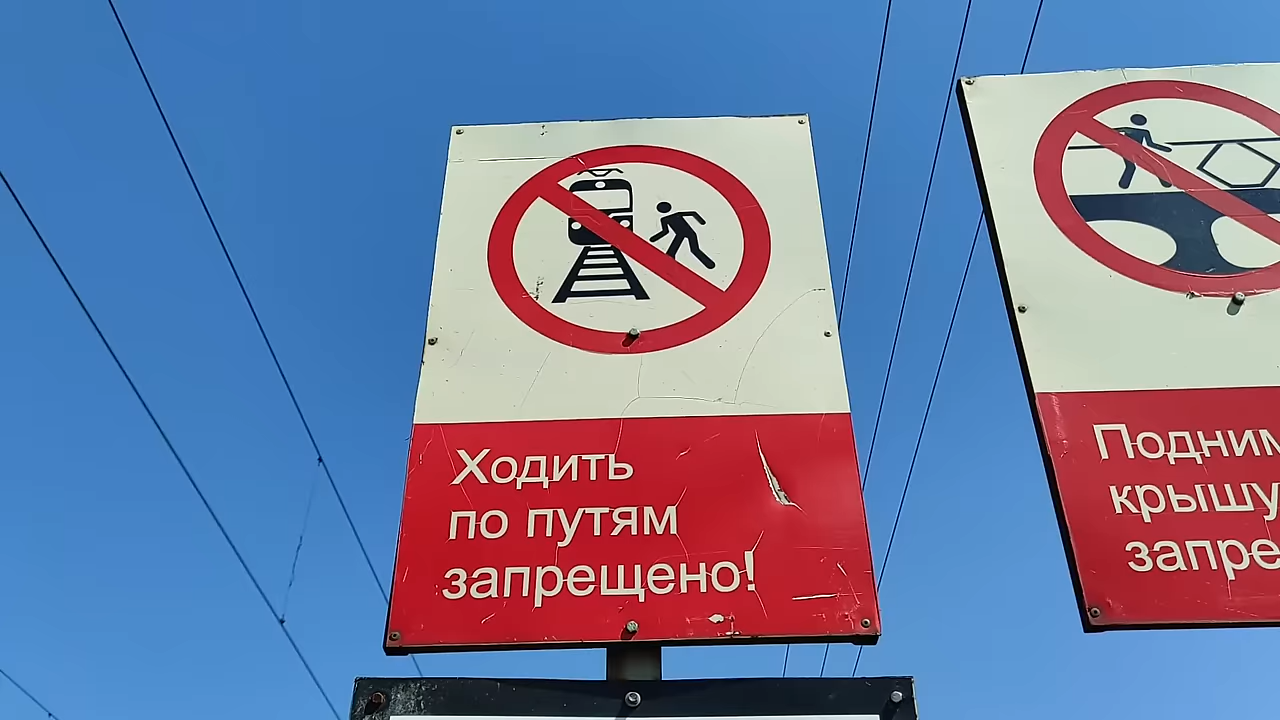 Ходить
по путям
запрещено!
Подним
крышу
запре